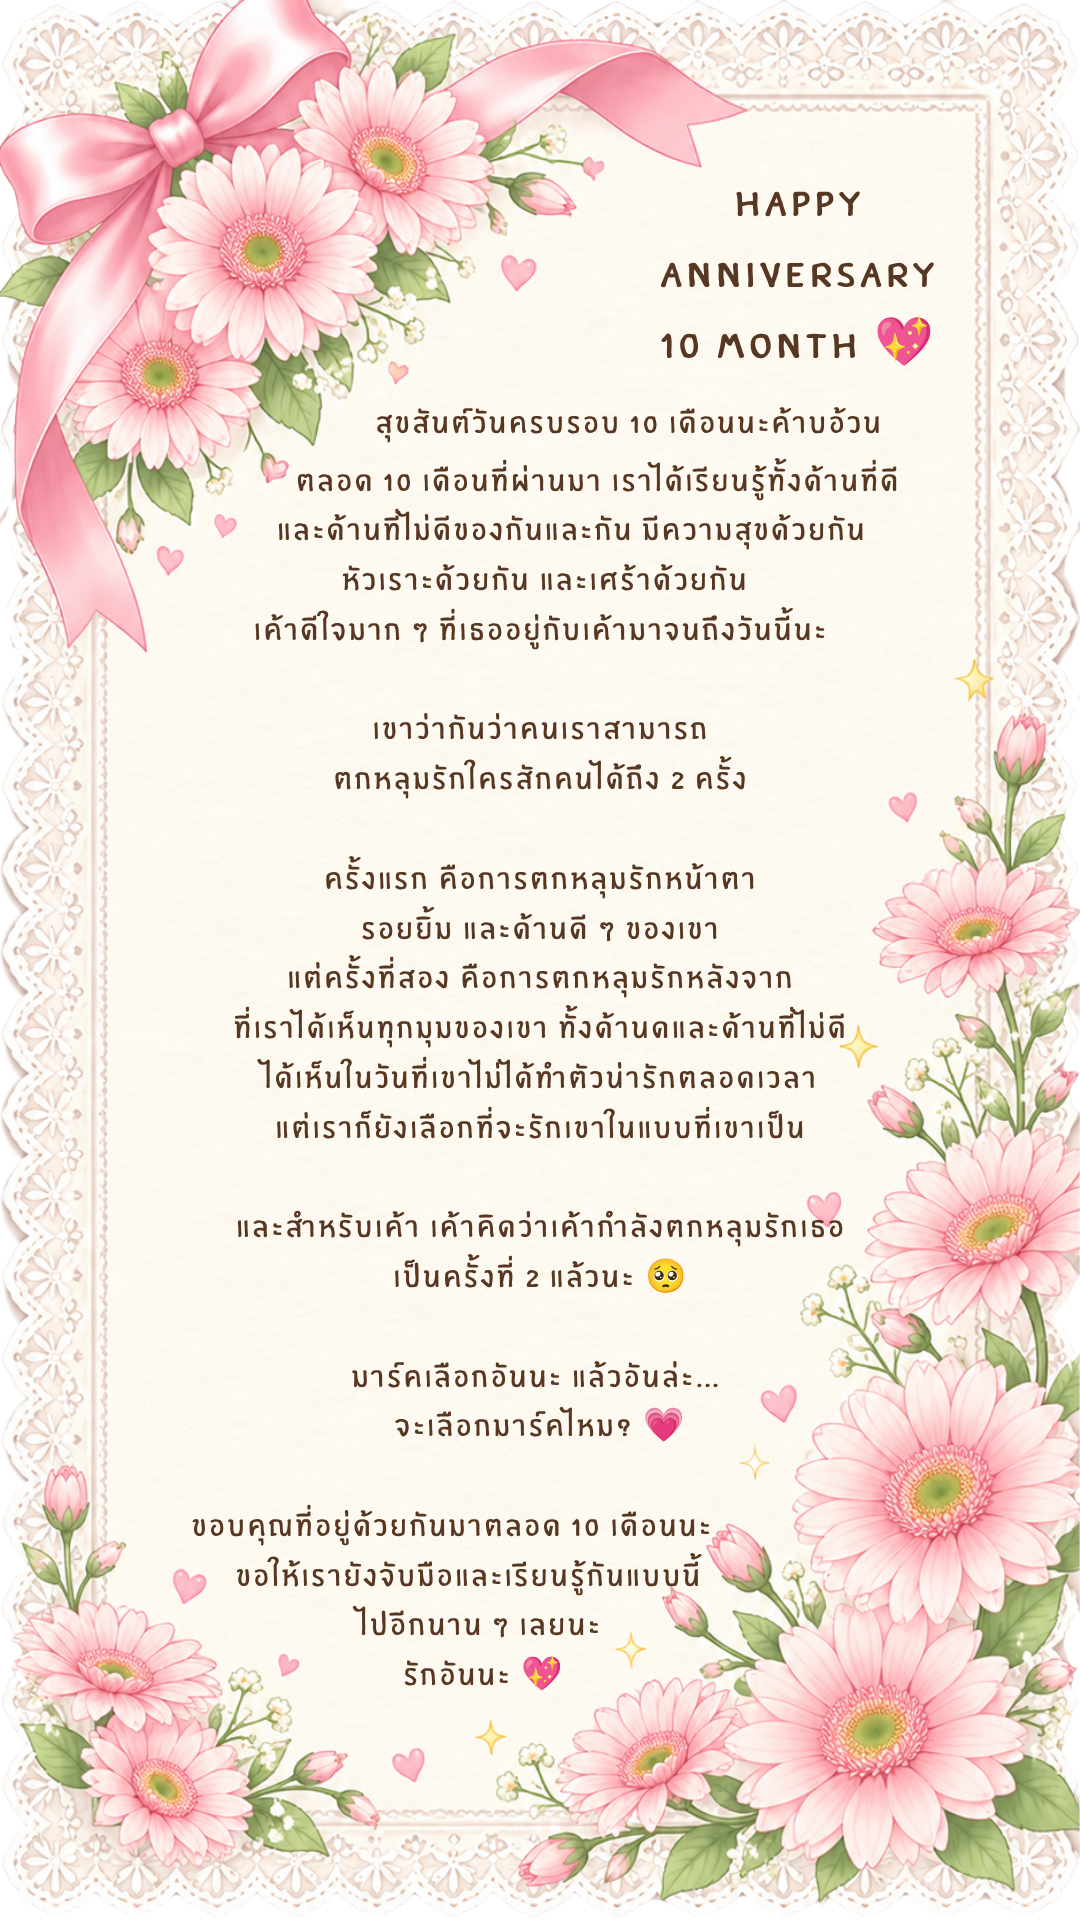 HAPPY
ANNIVERSARY
10 MONTH 💖
สุขสันต์วันครบรอบ 10 เดือนนะค้าบอ้วน
ตลอด 10 เดือนที่ผ่านมา เราได้เรียนรู้ทั้งด้านที่ดี
และด้านที่ไม่ดีของกันและกัน มีความสุขด้วยกัน
หัวเราะด้วยกัน และเศร้าด้วยกัน
เค้าดีใจมาก ๆ ที่เธออยู่กับเค้ามาจนถึงวันนี้นะ
เขาว่ากันว่าคนเราสามารถ
ตกหลุมรักใครสักคนได้ถึง 2 ครั้ง
ครั้งแรก คือการตกหลุมรักหน้าตา
รอยยิ้ม และด้านดี ๆ ของเขา
แต่ครั้งที่สอง คือการตกหลุมรักหลังจาก
ที่เราได้เห็นทุกมุมของเขา ทั้งด้านดและด้านที่ไม่ดี
ได้เห็นในวันที่เขาไม่ได้ทำตัวน่ารักตลอดเวลา
แต่เราก็ยังเลือกที่จะรักเขาในแบบที่เขาเป็น
และสำหรับเค้า เค้าคิดว่าเค้ากำลังตกหลุมรักเธอ
เป็นครั้งที่ 2 แล้วนะ 🥺
มาร์คเลือกอันนะ แล้วอันล่ะ...
จะเลือกมาร์คไหม? 💗
ขอบคุณที่อยู่ด้วยกันมาตลอด 10 เดือนนะ
ขอให้เรายังจับมือและเรียนรู้กันแบบนี้
ไปอีกนาน ๆ เลยนะ
รักอันนะ 💖